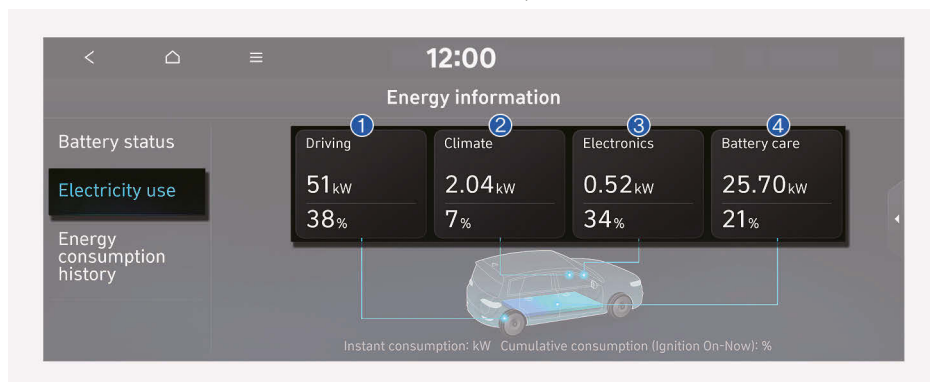 12:00
Energy information
Battery status
Electricity use
Energy
consumption
history
1
Driving
51kW
38%
2
Climate
2.04kW
7%
3
Electronics
0.52kW
34%
4
Battery care
25.70kW
21%
Instant consumption: kW Cumulative consumption (Ignition On~Now): %